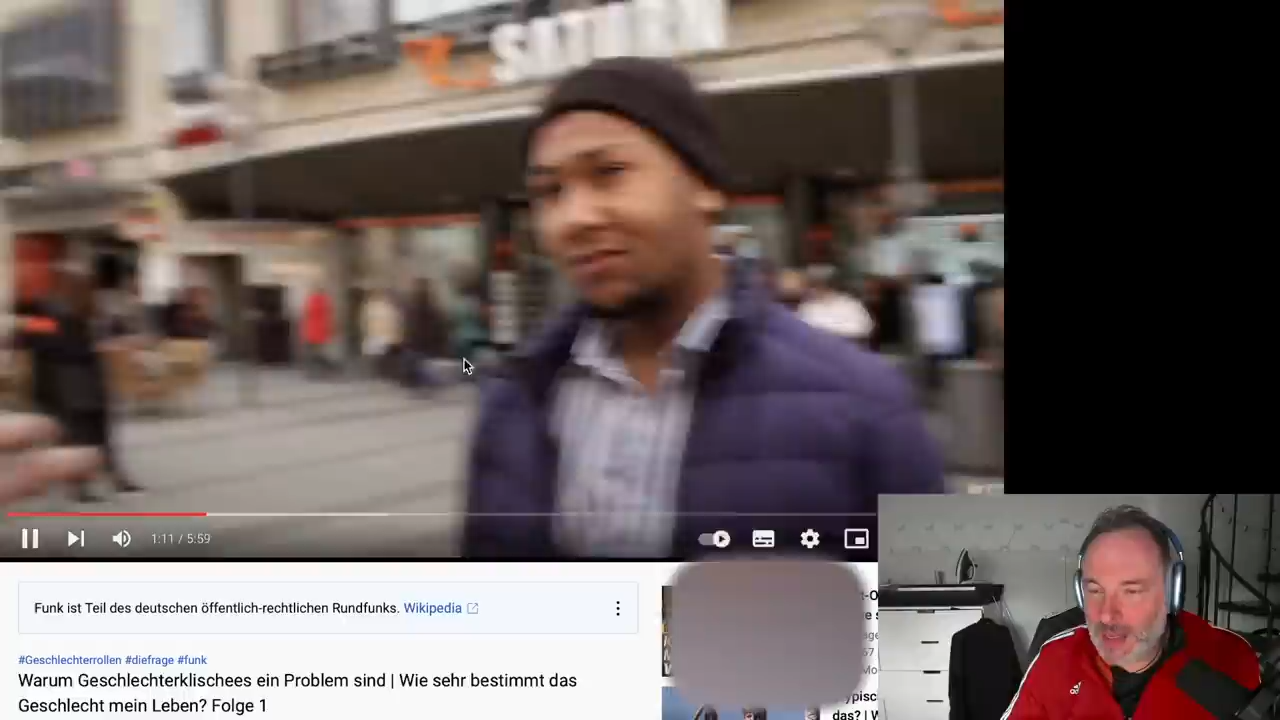 SATURN
1:11 / 5:59
Funk ist Teil des deutschen öffentlich-rechtlichen Rundfunks. Wikipedia
#Geschlechterrollen #diefrage #funk
Warum Geschlechterklischees ein Problem sind | Wie sehr bestimmt das
Geschlecht mein Leben? Folge 1
das? | W